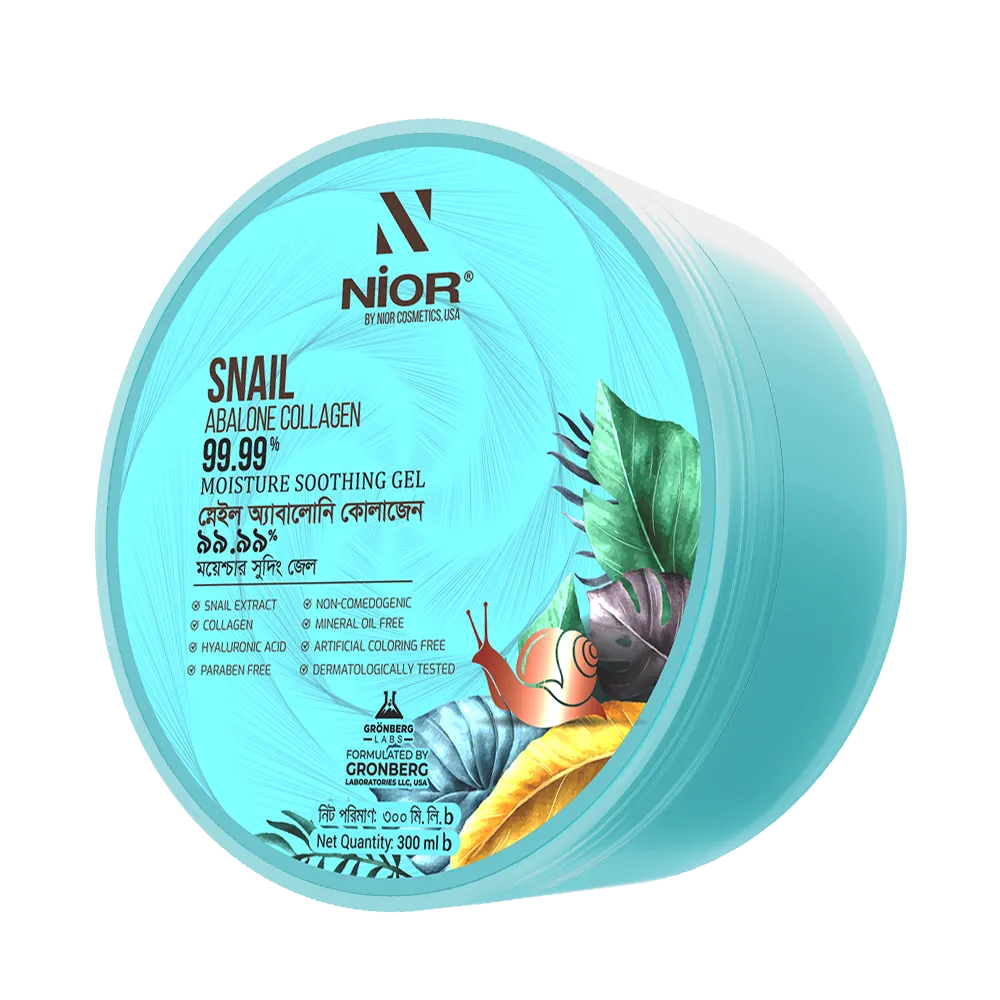 NiOR®
BY NIOR COSMETICS, USA
SNAIL
ABALONE COLLAGEN
99.99%
MOISTURE SOOTHING GEL
স্নেইল অ্যাবালোনি কোলাজেন
৯৯.৯৯%
ময়েশ্চার সুদিং জেল
SNAIL EXTRACT
COLLAGEN
HYALURONIC ACID
PARABEN FREE
NON-COMEDOGENIC
MINERAL OIL FREE
ARTIFICIAL COLORING FREE
DERMATOLOGICALLY TESTED
GRÖNBERG
LABS
FORMULATED BY
GRONBERG
LABORATORIES LLC, USA
নিট পরিমাণ: ৩০০ মি. লি. b
Net Quantity: 300 ml b